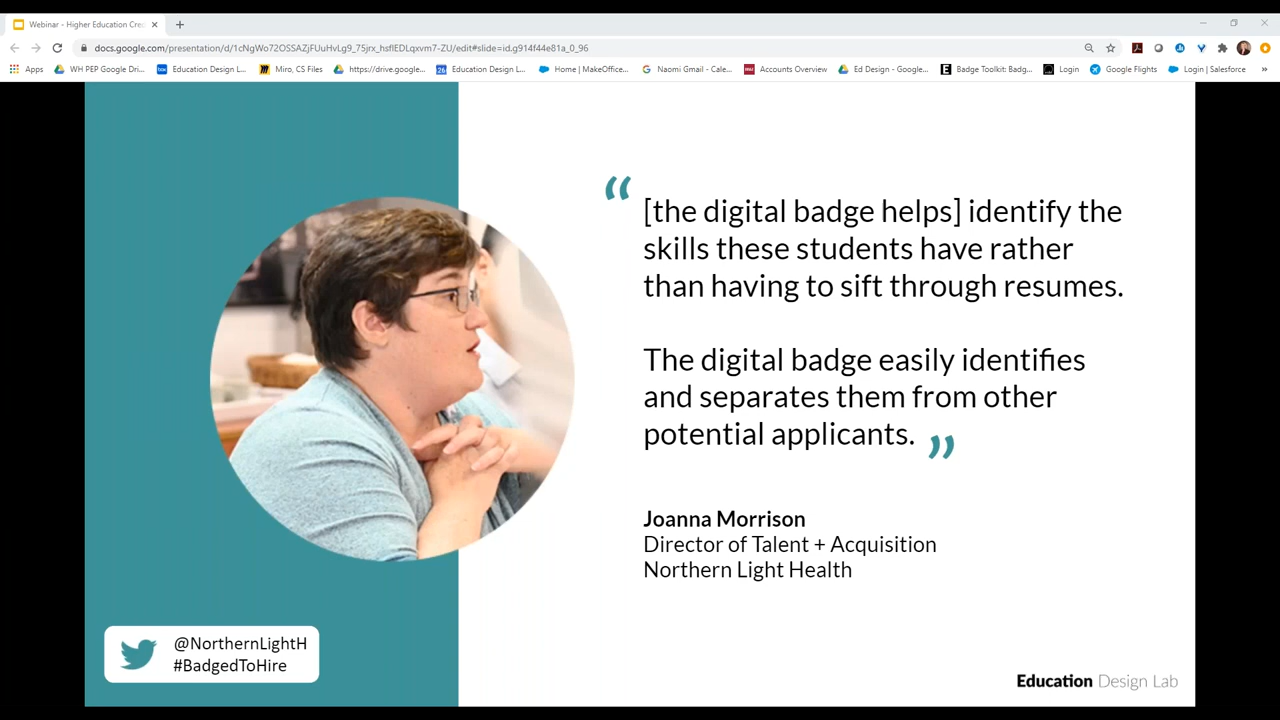 Webinar - Higher Education Cre
docs.google.com/presentation/d/1cNgWo72OSSAZjFUuHvLg9_75jrx_hsflEDLqxvm7-ZU/edit#slide=id.g914f44e81a_0_96
Apps WH PEP Google Dri... Education Design L... Miro, CS Files https://drive.google... Education Design L... Home | MakeOffice... Naomi Gmail - Cale... Accounts Overview Ed Design - Google... Badge Toolkit: Badg... Login Google Flights Login | Salesforce »
“ [the digital badge helps] identify the
skills these students have rather
than having to sift through resumes.
The digital badge easily identifies
and separates them from other
potential applicants. ”
Joanna Morrison
Director of Talent + Acquisition
Northern Light Health
@NorthernLightH
#BadgedToHire
Education Design Lab